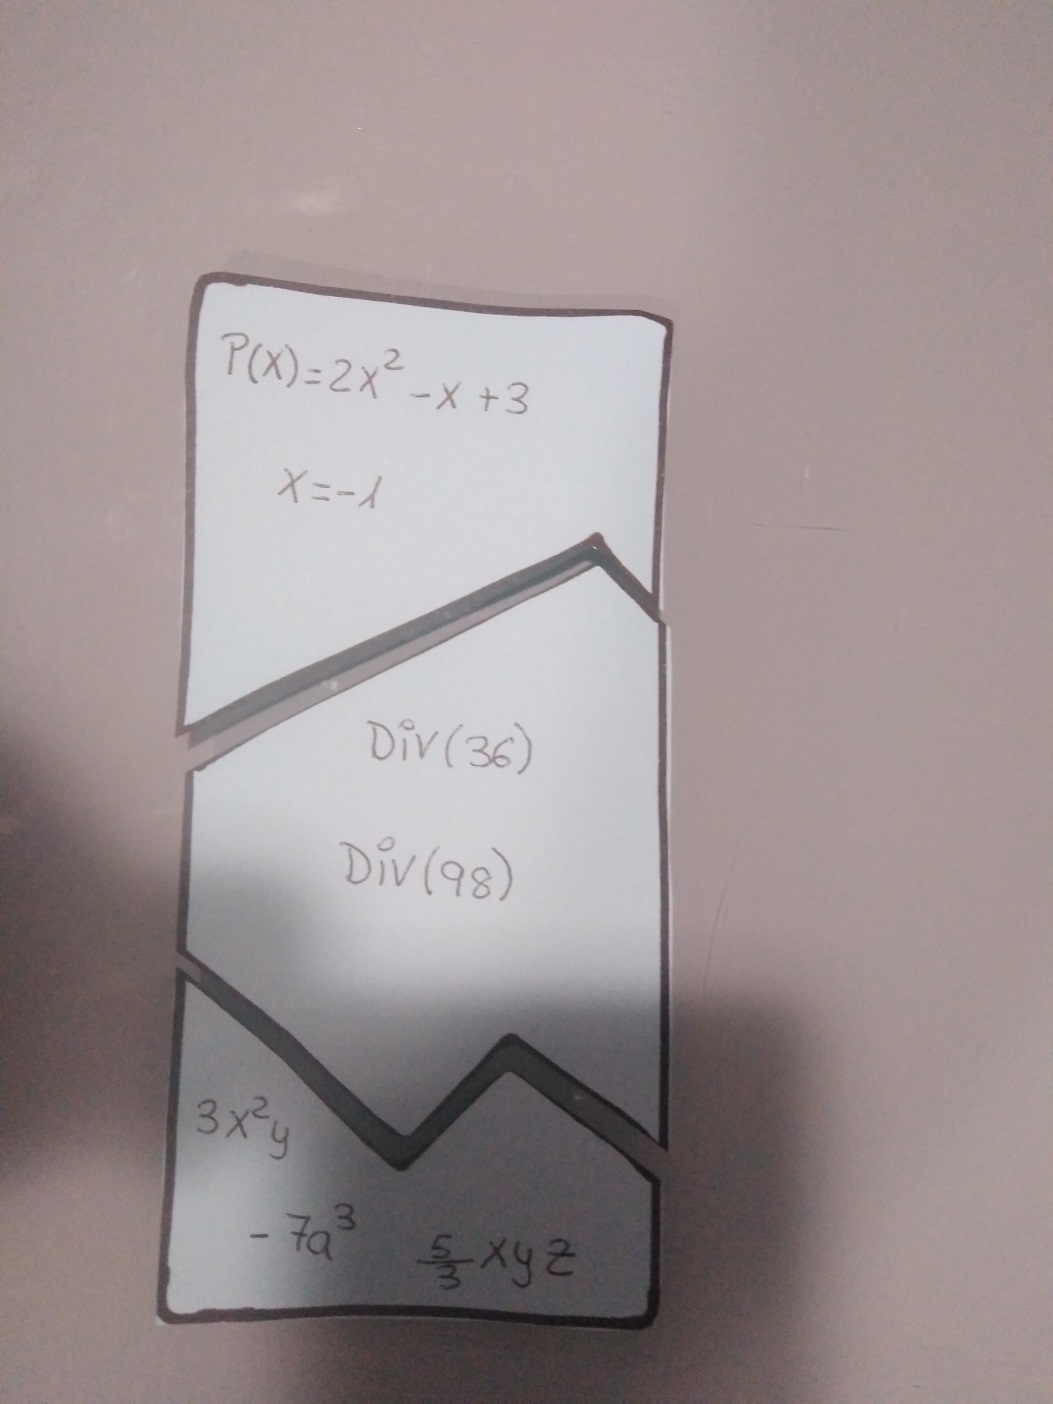 P(X)=2x² -x +3
X=-1
Div(36)
Div(98)
3x²y
-7a³
5/3 xyz